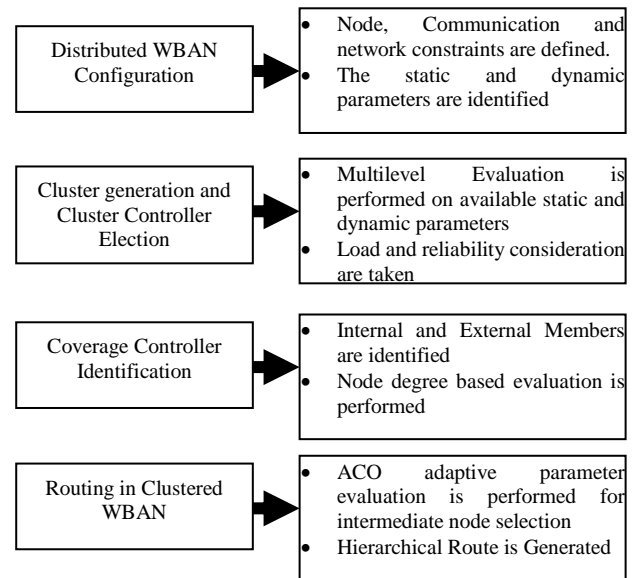 Distributed WBAN
Configuration
• Node, Communication and
network constraints are defined.
• The static and dynamic
parameters are identified
Cluster generation and
Cluster Controller
Election
• Multilevel Evaluation is
performed on available static and
dynamic parameters
• Load and reliability consideration
are taken
Coverage Controller
Identification
• Internal and External Members
are identified
• Node degree based evaluation is
performed
Routing in Clustered
WBAN
• ACO adaptive parameter
evaluation is performed for
intermediate node selection
• Hierarchical Route is Generated